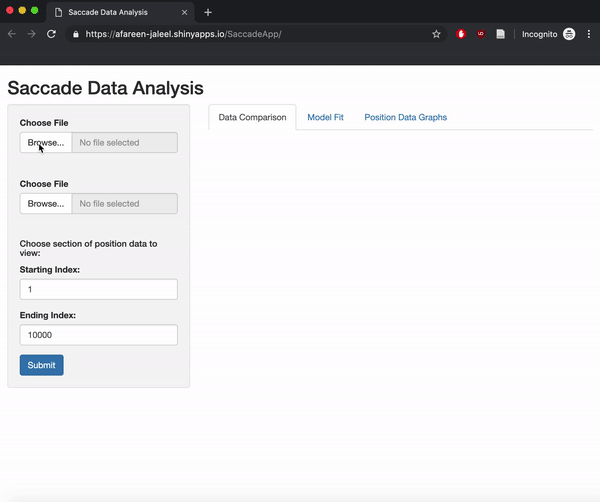 Saccade Data Analysis
https://afareen-jaleel.shinyapps.io/SaccadeApp/
Incognito
Saccade Data Analysis
Choose File
Browse... No file selected
Choose File
Browse... No file selected
Choose section of position data to
view:
Starting Index:
1
Ending Index:
10000
Submit
Data Comparison Model Fit Position Data Graphs